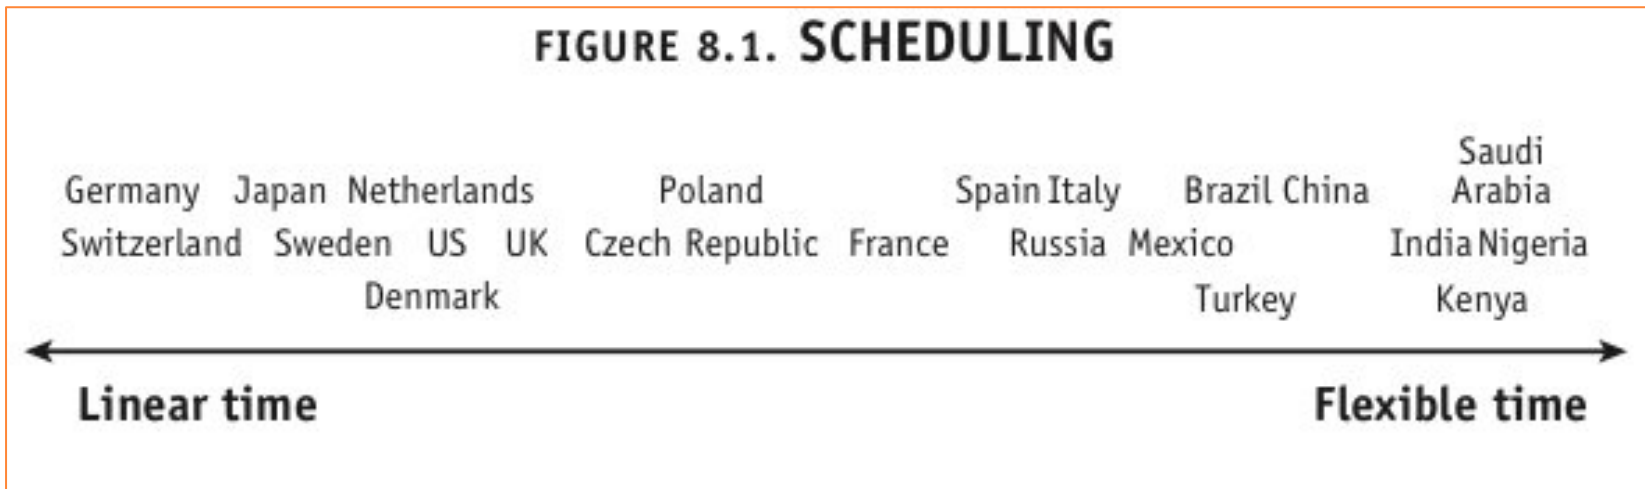 FIGURE 8.1. SCHEDULING
Saudi
Germany Japan Netherlands Poland Spain Italy Brazil China Arabia
Switzerland Sweden US UK Czech Republic France Russia Mexico India Nigeria
Denmark Turkey Kenya
Linear time Flexible time